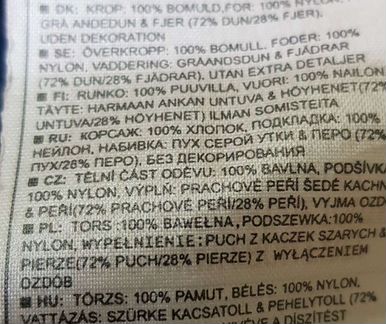 DK: KROP: 100% BOMULD,FOR: 100% NYLON,
GRÅ ANDEDUN & FJER (72% DUN/28% FJER),
UDEN DEKORATION
SE: ÖVERKROPP: 100% BOMULL, FODER: 100%
NYLON, VADDERING: GRAANDSDUN & FJÄDRAR
(72% DUN/28% FJÄDRAR), UTAN EXTRA DETALJER
FI: RUNKO: 100% PUUVILLA, VUORI: 100% NAILON,
TÄYTE: HARMAAN ANKAN UNTUVA & HÖYHENET(72%
UNTUVA/28% HÖYHENET) ILMAN SOMISTEITA
RU: КОРСАЖ: 100% ХЛОПОК, ПОДКЛАДКА: 100%
НЕЙЛОН, НАБИВКА: ПУХ СЕРОЙ УТКИ & ПЕРО (72%
ПУХ/28% ПЕРО), БЕЗ ДЕКОРИРОВАНИЯ
CZ: TĚLNÍ ČÁST ODĚVU: 100% BAVLNA, PODŠÍVKA
100% NYLON, VÝPLŇ: PRACHOVÉ PEŘÍ ŠEDÉ KACHN
& PEŘÍ(72% PRACHOVÉ PEŘÍ/28% PEŘÍ), VYJMA OZD
PL: TORS :100% BAWEŁNA,PODSZEWKA:100%
NYLON, WYPEŁNIENIE:PUCH Z KACZEK SZARYCH &
PIERZE(72% PUCH/28% PIERZE) Z WYŁĄCZENIEM
OZDÓB
HU: TÖRZS: 100% PAMUT, BÉLÉS: 100% NYLON,
VATTÁZÁS: SZÜRKE KACSATOLL & PEHELYTOLL (72%
A DÍSZÍTÉST